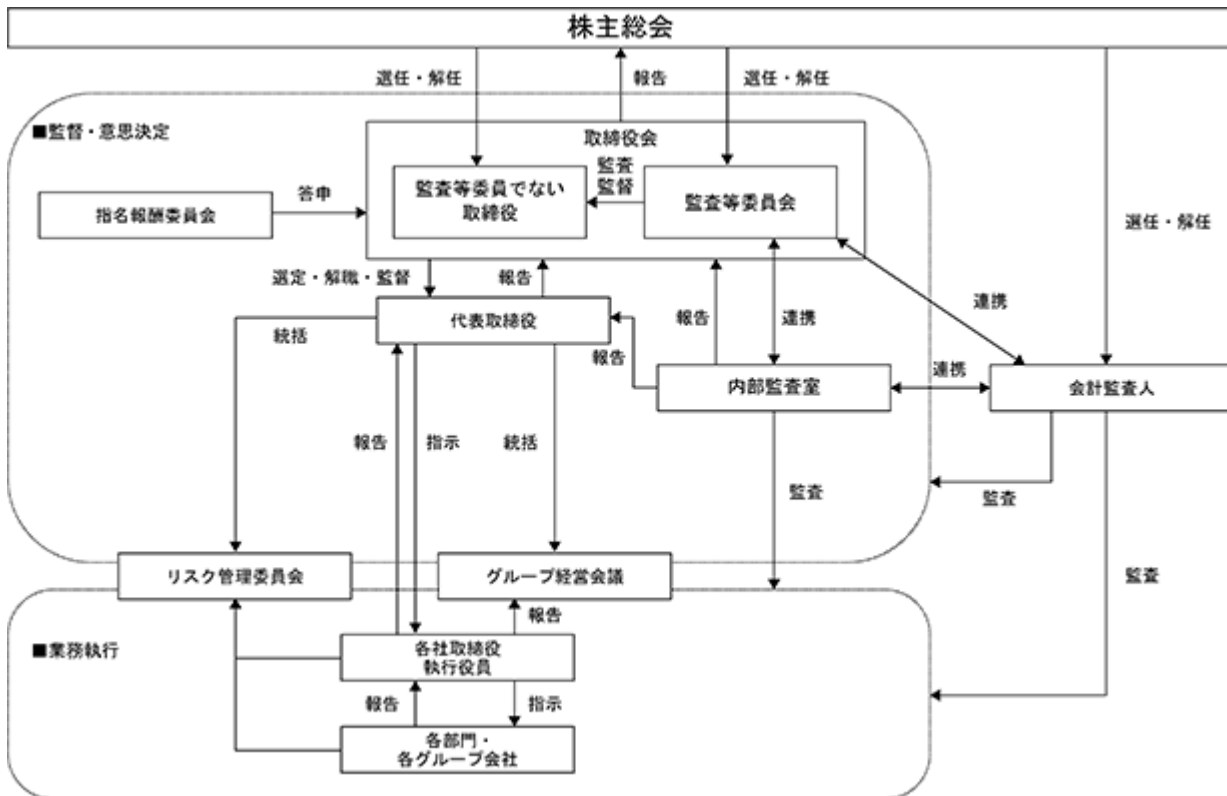 株主総会
選任・解任
報告
選任・解任
選任・解任
■監督・意思決定
取締役会
監査等委員でない
取締役
監査
監督
監査等委員会
指名報酬委員会
答申
選定・解職・監督
報告
報告
連携
連携
代表取締役
統括
報告
内部監査室
連携
会計監査人
報告
指示
統括
監査
監査
監査
リスク管理委員会
グループ経営会議
報告
■業務執行
各社取締役
執行役員
報告
指示
各部門・
各グループ会社